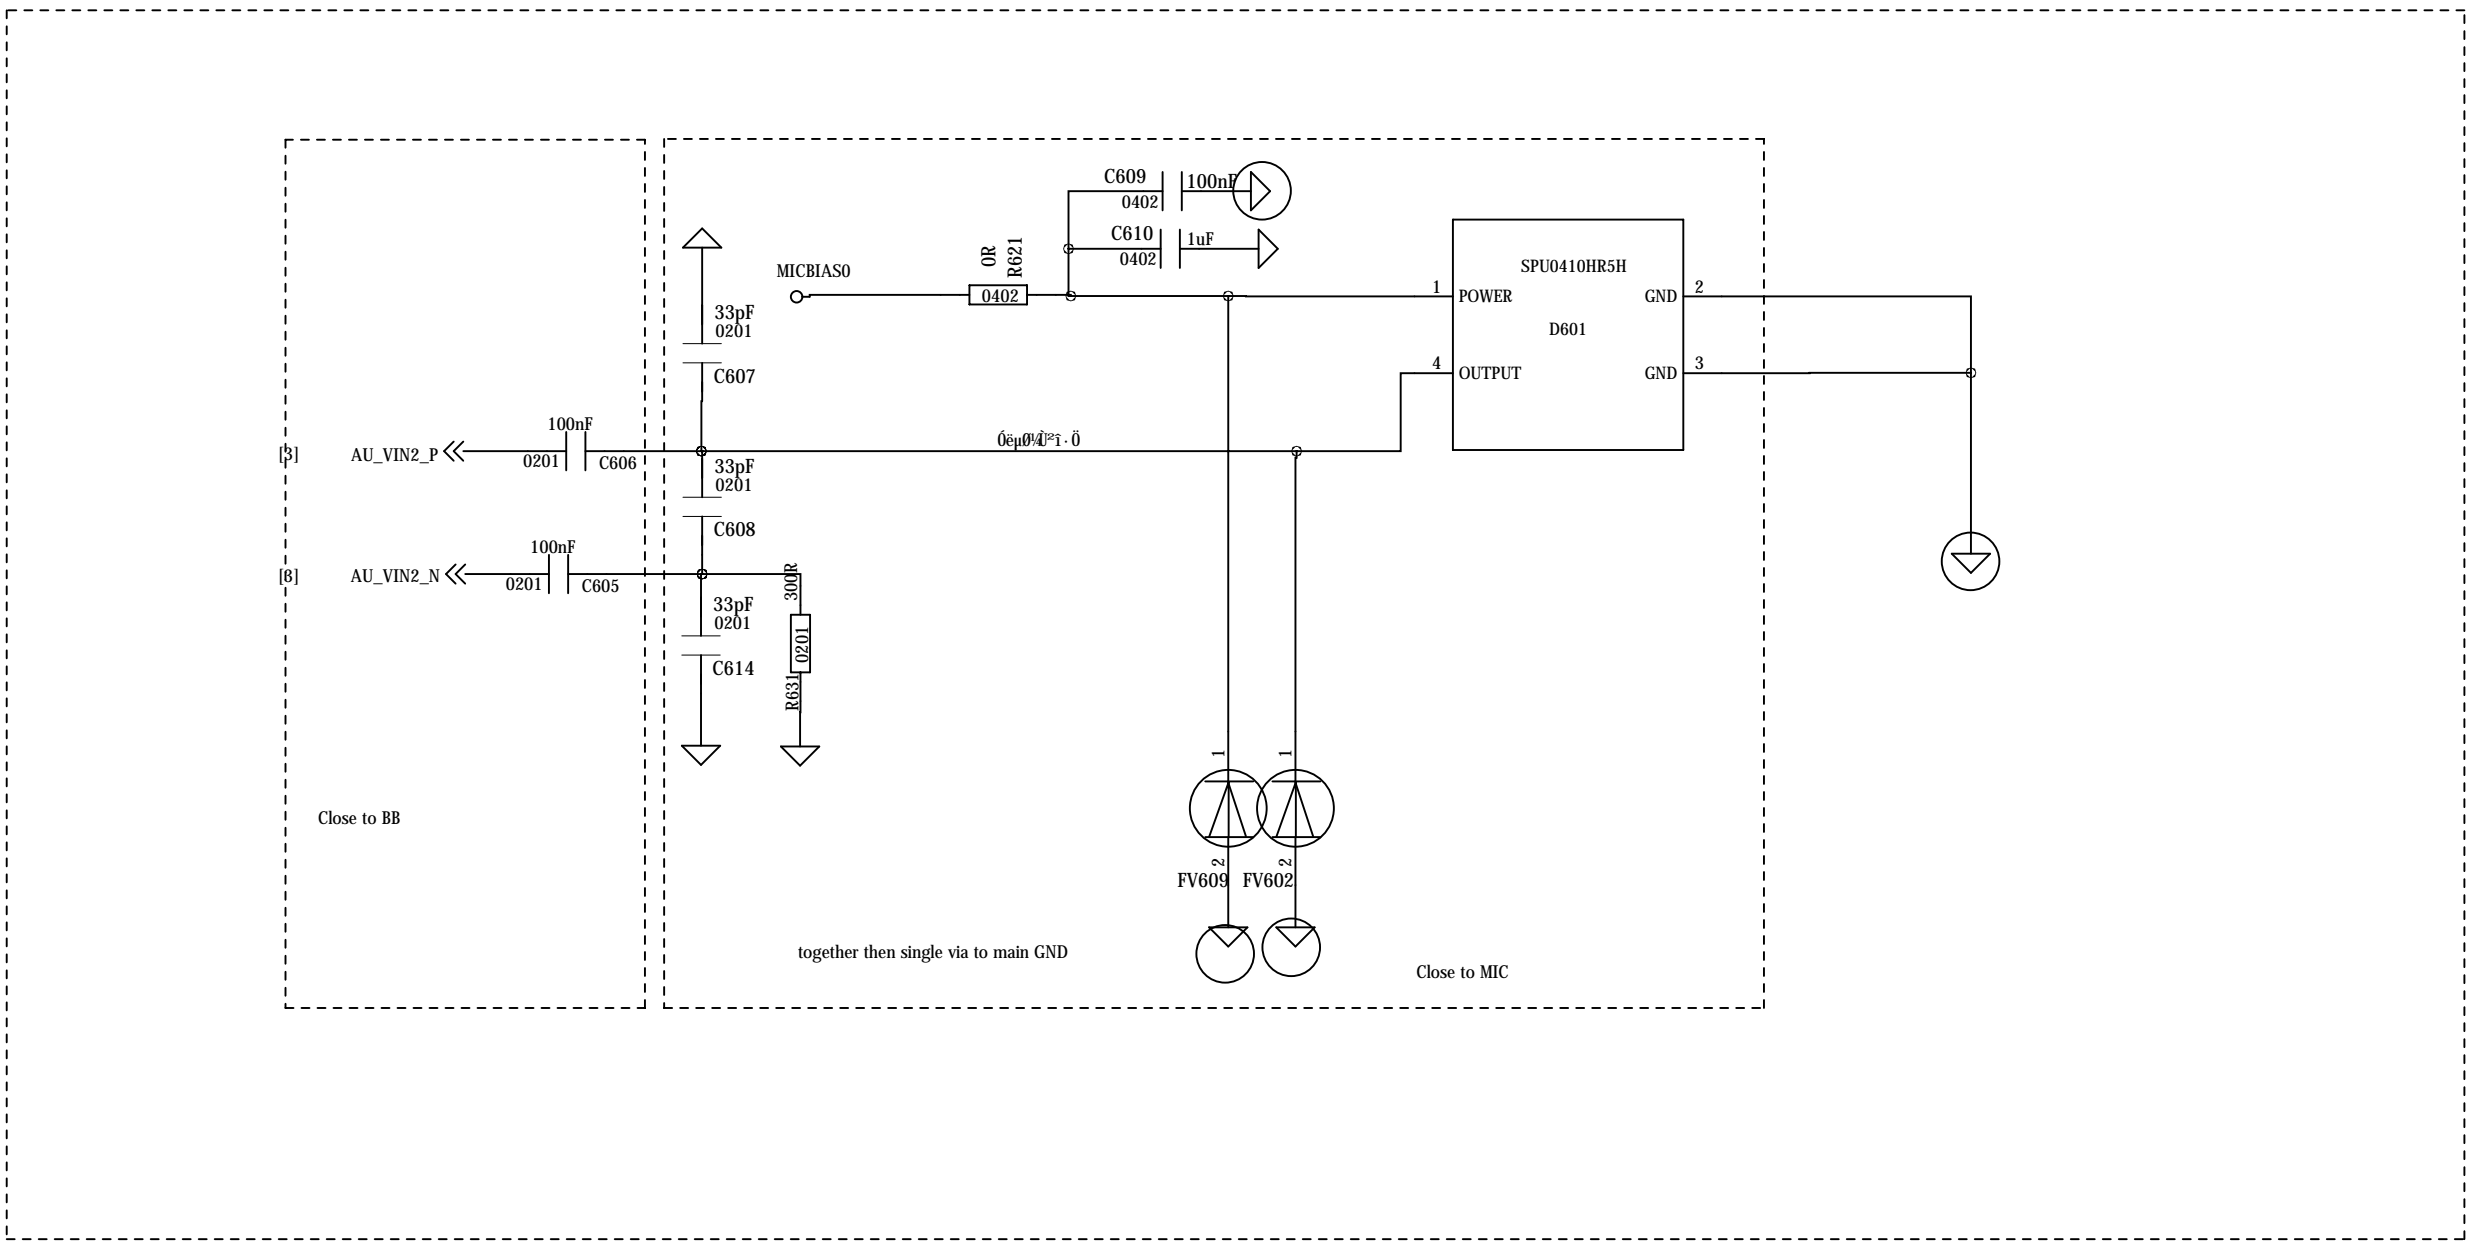 C609
100nF
0402
C610
1uF
0402
0R
R621
0402
MICBIAS0
SPU0410HR5H
D601
1
POWER
GND
2
4
OUTPUT
GND
3
33pF
0201
C607
[3]
AU_VIN2_P
100nF
0201
C606
33pF
0201
C608
[8]
AU_VIN2_N
100nF
0201
C605
300R
0201
R631
33pF
0201
C614
1
1
2
2
FV609
FV602
Close to BB
together then single via to main GND
Close to MIC